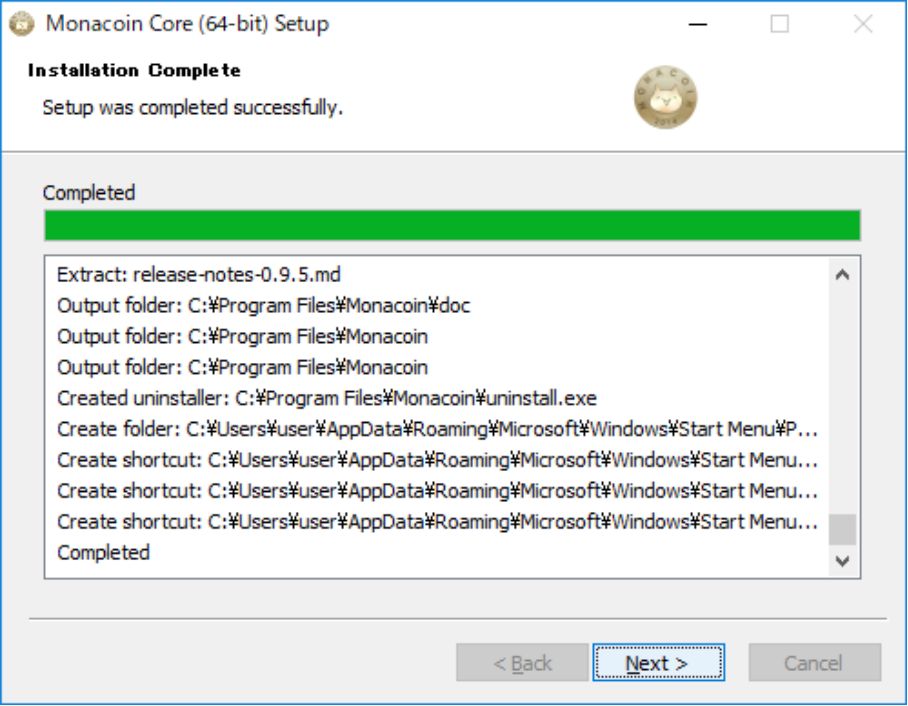 Monacoin Core (64-bit) Setup
Installation Complete
Setup was completed successfully.
MONACOIN
2014
Completed
Extract: release-notes-0.9.5.md
Output folder: C:¥Program Files¥Monacoin¥doc
Output folder: C:¥Program Files¥Monacoin
Output folder: C:¥Program Files¥Monacoin
Created uninstaller: C:¥Program Files¥Monacoin¥uninstall.exe
Create folder: C:¥Users¥user¥AppData¥Roaming¥Microsoft¥Windows¥Start Menu¥P...
Create shortcut: C:¥Users¥user¥AppData¥Roaming¥Microsoft¥Windows¥Start Menu...
Create shortcut: C:¥Users¥user¥AppData¥Roaming¥Microsoft¥Windows¥Start Menu...
Create shortcut: C:¥Users¥user¥AppData¥Roaming¥Microsoft¥Windows¥Start Menu...
Completed
< Back
Next >
Cancel